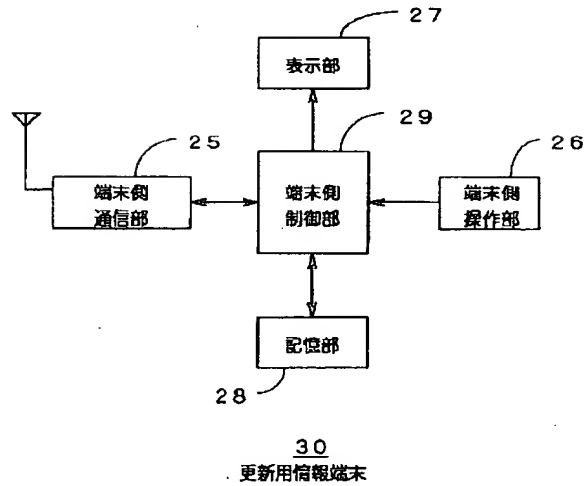 27
表示部
25
29
26
端末側
通信部
端末側
制御部
端末側
操作部
記憶部
28
30
更新用情報端末